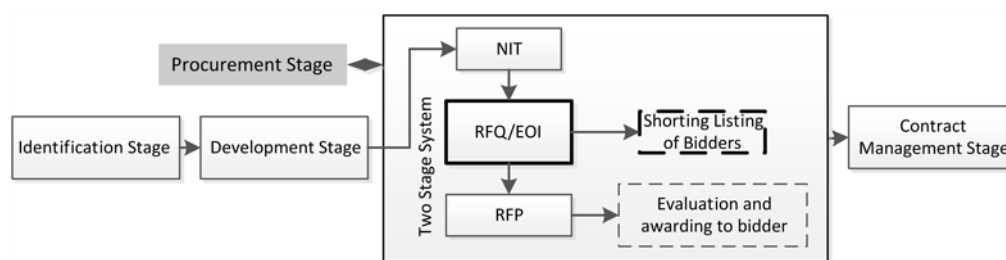 NIT
Procurement Stage
Two Stage System
RFQ/EOI
Shorting Listing
of Bidders
Identification Stage
Development Stage
Contract
Management Stage
RFP
Evaluation and
awarding to bidder